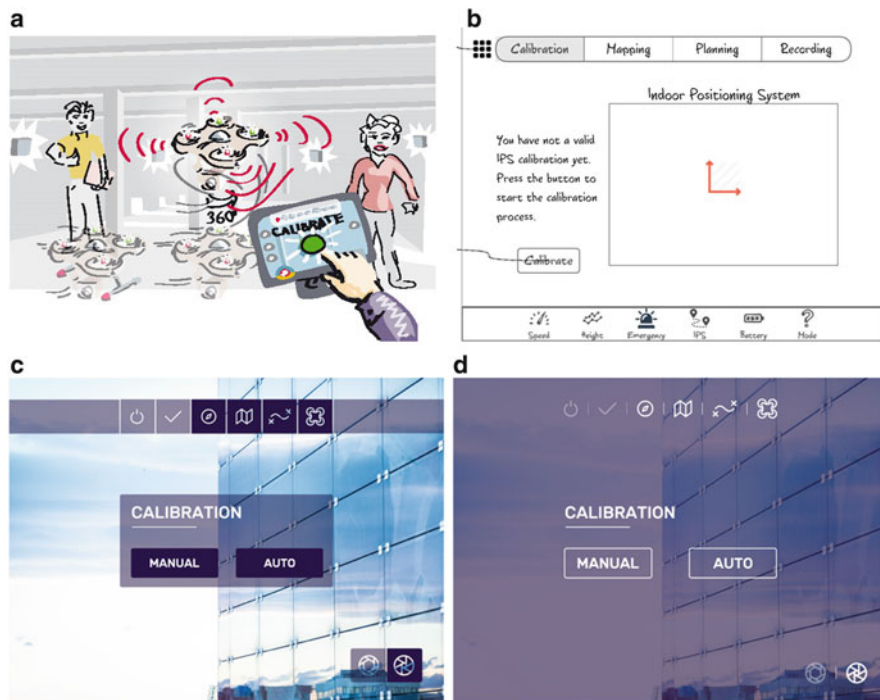 a
360°
CALIBRATE
b
Calibration Mapping Planning Recording
Indoor Positioning System
You have not a valid
IPS calibration yet.
Press the button to
start the calibration
process.
Calibrate
Speed Height Emergency IPS Battery Mode
c
CALIBRATION
MANUAL AUTO
d
CALIBRATION
MANUAL AUTO